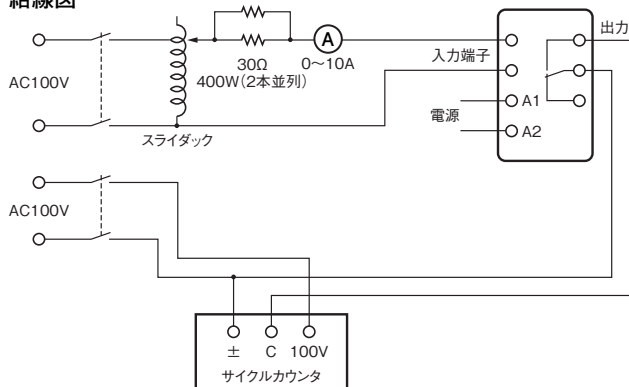 結線図
AC100V
30Ω
400W(2本並列)
A
0〜10A
スライダック
入力端子
電源
A1
A2
出力
AC100V
± C 100V
サイクルカウンタ